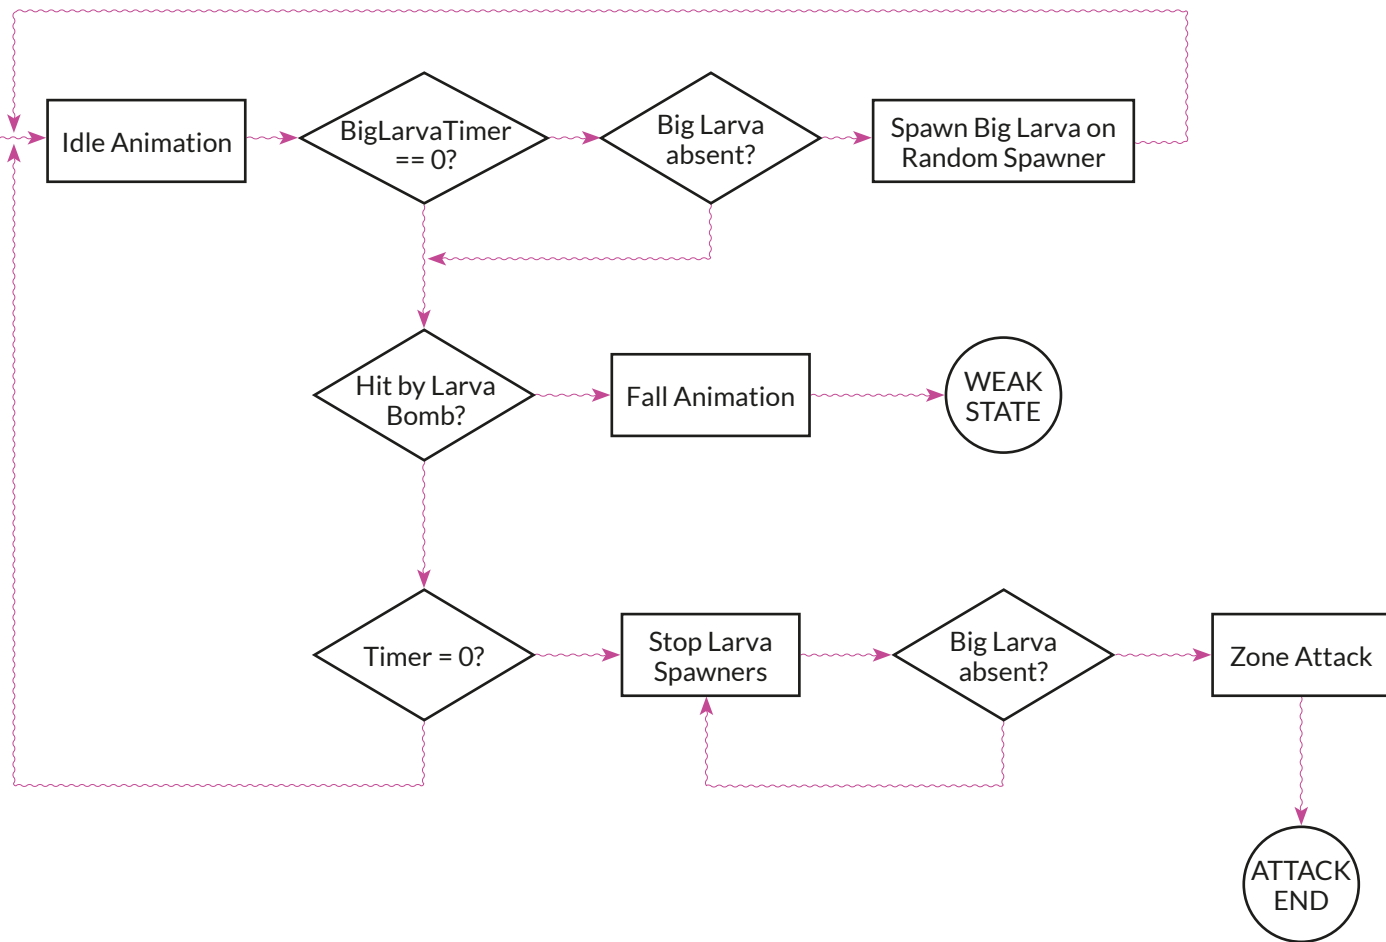 Idle Animation
BigLarvaTimer
== 0?
Big Larva
absent?
Spawn Big Larva on
Random Spawner
Hit by Larva
Bomb?
Fall Animation
WEAK
STATE
Timer = 0?
Stop Larva
Spawners
Big Larva
absent?
Zone Attack
ATTACK
END